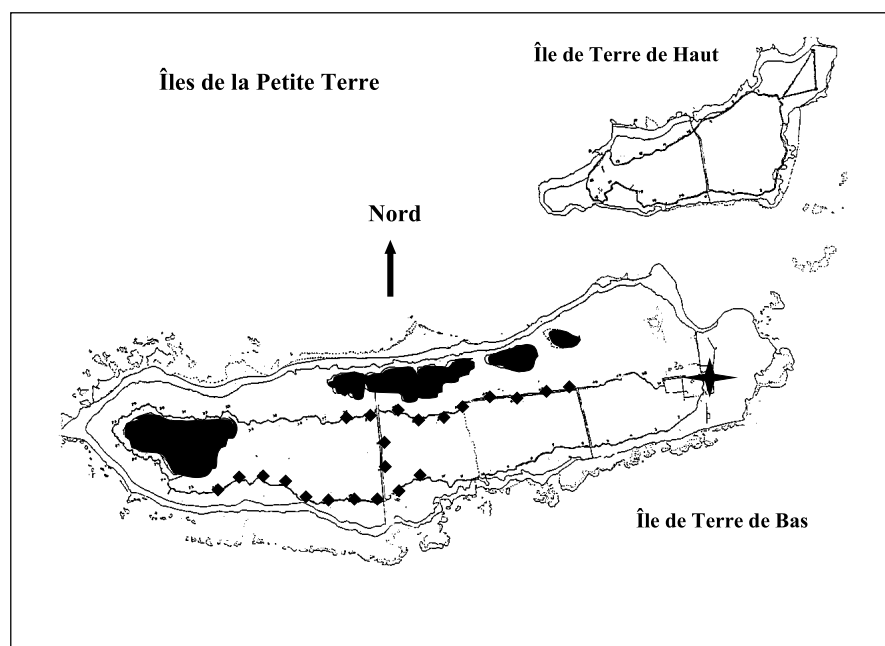 Îles de la Petite Terre
Île de Terre de Haut
Nord
Île de Terre de Bas